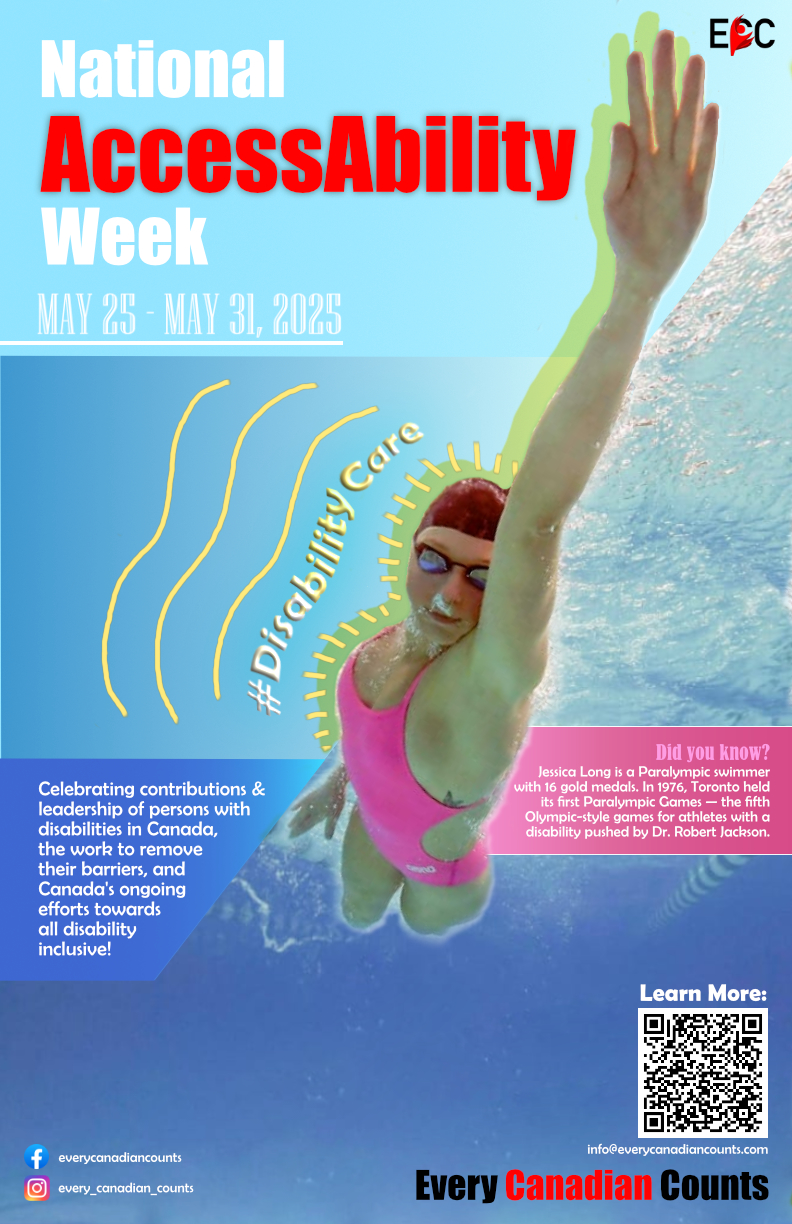 ECC
National
AccessAbility
Week
MAY 25 - MAY 31, 2025
#Disability Care
Did you know?
Jessica Long is a Paralympic swimmer
with 16 gold medals. In 1976, Toronto held
its first Paralympic Games — the fifth
Olympic-style games for athletes with a
disability pushed by Dr. Robert Jackson.
Celebrating contributions &
leadership of persons with
disabilities in Canada,
the work to remove
their barriers, and
Canada's ongoing
efforts towards
all disability
inclusive!
arena
Learn More:
info@everycanadiancounts.com
everycanadiancounts
every_canadian_counts
Every Canadian Counts